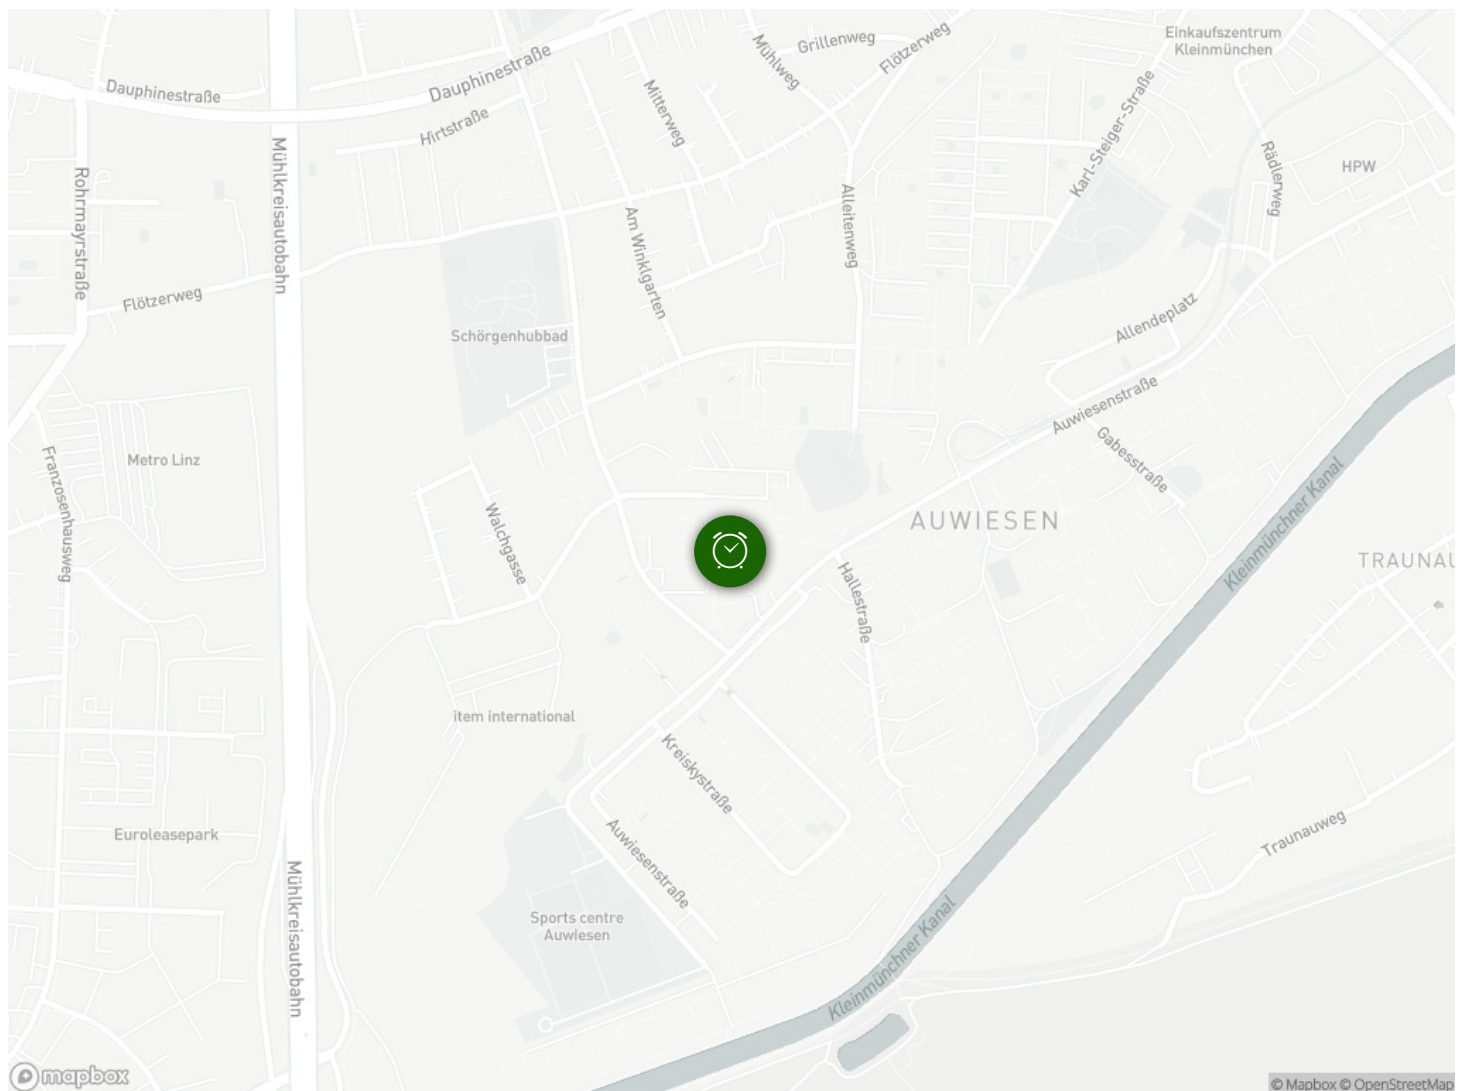 Einkaufszentrum
Kleinmünchen
Grillenweg
Mühlweg
Flötzerweg
Dauphinestraße
Dauphinestraße
Hirtstraße
Mitterweg
Karl-Steiger-Straße
Rädlerweg
HPW
Mühlkreisautobahn
Rohrmayrstraße
Am Winklgarten
Alleitenweg
Flötzerweg
Schörgenhubbad
Allendeplatz
Auwiesenstraße
Gabesstraße
Metro Linz
Franzosenhausweg
Walchgasse
AUWIESEN
Kleinmünchner Kanal
TRAUNAU
Hallestraße
item international
Kreiskystraße
Euroleasepark
Auwiesenstraße
Traunauweg
Mühlkreisautobahn
Sports centre
Auwiesen
Kleinmünchner Kanal
mapbox
© Mapbox © OpenStreetMap